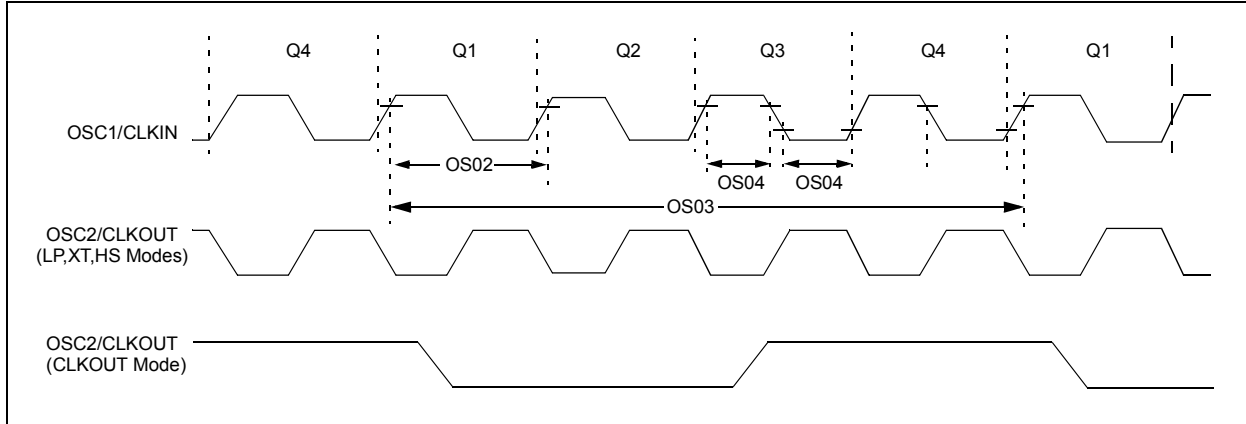 Q4 Q1 Q2 Q3 Q4 Q1
OSC1/CLKIN
OS02
OS04 OS04
OS03
OSC2/CLKOUT
(LP,XT,HS Modes)
OSC2/CLKOUT
(CLKOUT Mode)